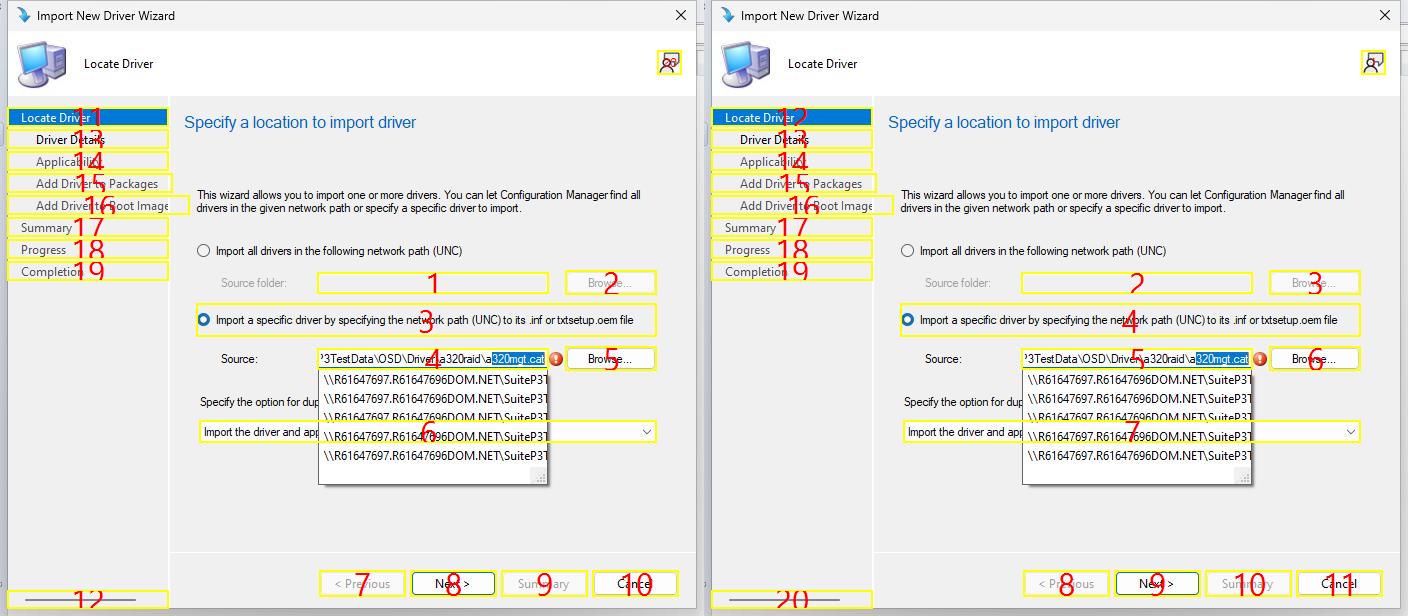 Import New Driver Wizard
Locate Driver
11
Locate Driver
13
Driver Details
14
Applicability
15
Add Driver to Packages
16
Add Driver to Boot Image
17
Summary
18
Progress
19
Completion
12
Specify a location to import driver
This wizard allows you to import one or more drivers. You can let Configuration Manager find all
drivers in the given network path or specify a specific driver to import.
Import all drivers in the following network path (UNC)
Source folder: 1 Browse... 2
Import a specific driver by specifying the network path (UNC) to its .inf or txtsetup.oem file
3
Source: ?3TestData\OSD\Driver\a320raid\a320mgt.cat 4 Browse... 5
\\R61647697.R61647696DOM.NET\SuiteP3T
\\R61647697.R61647696DOM.NET\SuiteP3T
Specify the option for dup
\\R61647697.R61647696DOM.NET\SuiteP3T
Import the driver and app 6
\\R61647697.R61647696DOM.NET\SuiteP3T
\\R61647697.R61647696DOM.NET\SuiteP3T
< Previous 7 Next > 8 Summary 9 Cancel 10
Import New Driver Wizard
Locate Driver
1
12
Locate Driver
13
Driver Details
14
Applicability
15
Add Driver to Packages
16
Add Driver to Boot Image
17
Summary
18
Progress
19
Completion
20
Specify a location to import driver
This wizard allows you to import one or more drivers. You can let Configuration Manager find all
drivers in the given network path or specify a specific driver to import.
Import all drivers in the following network path (UNC)
Source folder: 2 Browse... 3
Import a specific driver by specifying the network path (UNC) to its .inf or txtsetup.oem file
4
Source: ?3TestData\OSD\Driver\a320raid\a320mgt.cat 5 Browse... 6
\\R61647697.R61647696DOM.NET\SuiteP3T
\\R61647697.R61647696DOM.NET\SuiteP3T
Specify the option for dup
\\R61647697.R61647696DOM.NET\SuiteP3T
Import the driver and app 7
\\R61647697.R61647696DOM.NET\SuiteP3T
\\R61647697.R61647696DOM.NET\SuiteP3T
< Previous 8 Next > 9 Summary 10 Cancel 11